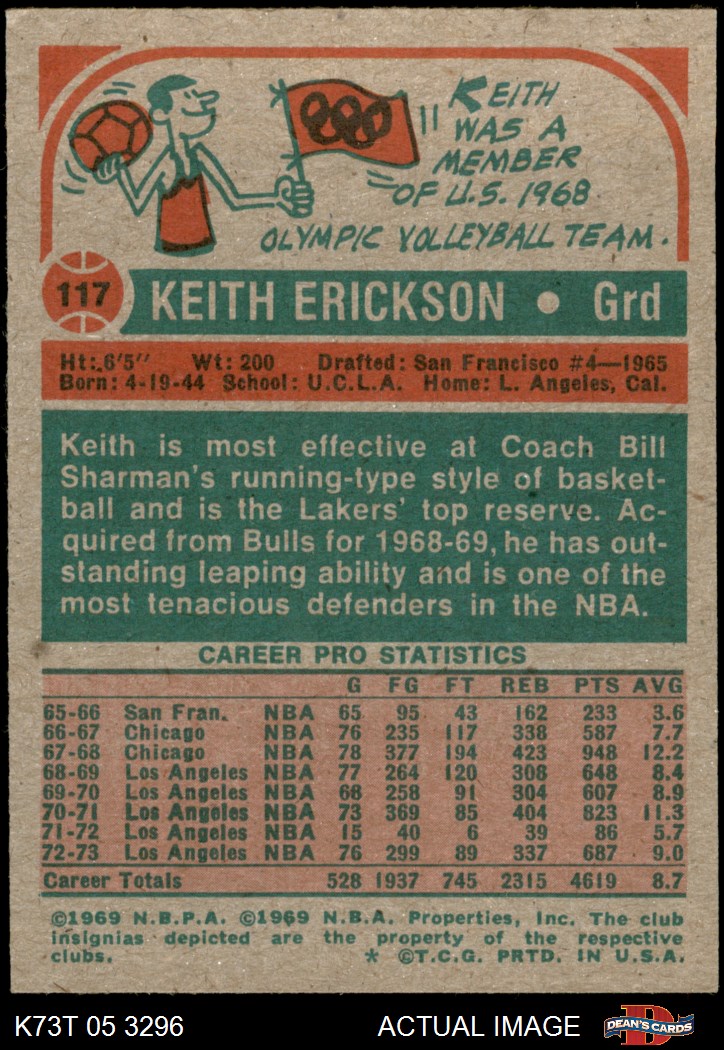 KEITH
WAS A
MEMBER
OF U.S. 1968
OLYMPIC VOLLEYBALL TEAM.
117 KEITH ERICKSON • Grd
Ht: 6'5" Wt: 200 Drafted: San Francisco #4—1965
Born: 4-19-44 School: U.C.L.A. Home: L. Angeles, Cal.
Keith is most effective at Coach Bill
Sharman's running-type style of basket-
ball and is the Lakers' top reserve. Ac-
quired from Bulls for 1968-69, he has out-
standing leaping ability and is one of the
most tenacious defenders in the NBA.
CAREER PRO STATISTICS
G FG FT REB PTS AVG
65-66 San Fran. NBA 65 95 43 162 233 3.6
66-67 Chicago NBA 76 235 117 338 587 7.7
67-68 Chicago NBA 78 377 194 423 948 12.2
68-69 Los Angeles NBA 77 264 120 308 648 8.4
69-70 Los Angeles NBA 68 258 91 304 607 8.9
70-71 Los Angeles NBA 73 369 85 404 823 11.3
71-72 Los Angeles NBA 15 40 6 39 86 5.7
72-73 Los Angeles NBA 76 299 89 337 687 9.0
Career Totals 528 1937 745 2315 4619 8.7
©1969 N.B.P.A. ©1969 N.B.A. Properties, Inc. The club
insignias depicted are the property of the respective
clubs. * ©T.C.G. PRTD. IN U.S.A.
K73T 05 3296 ACTUAL IMAGE D DEAN'S CARDS